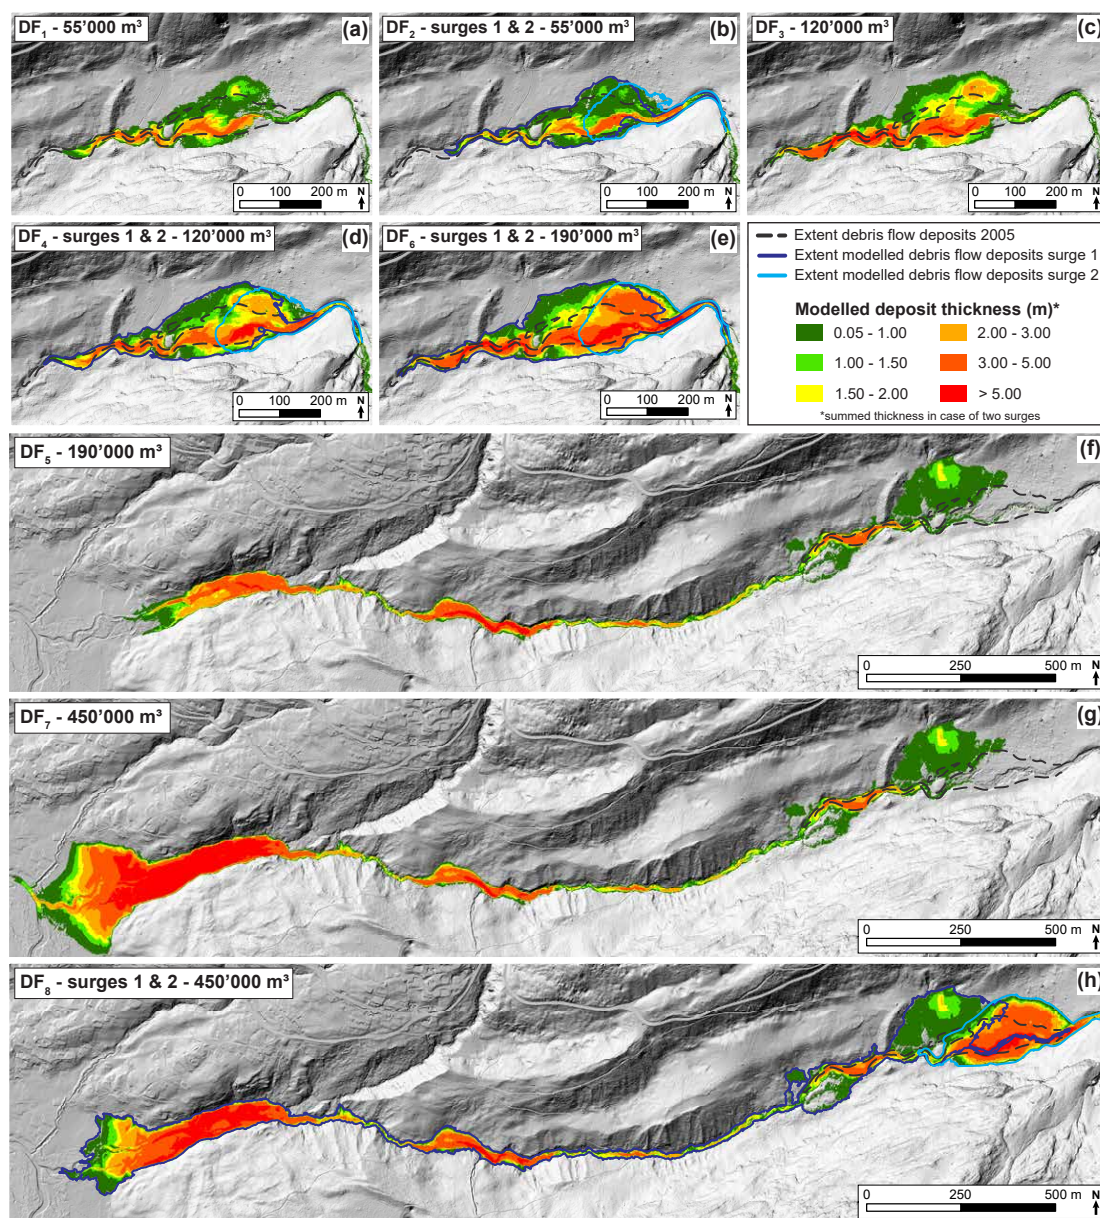 DF1 - 55'000 m³
(a)
0 100 200 m
N
DF2 - surges 1 & 2 - 55'000 m³
(b)
0 100 200 m
N
DF3 - 120'000 m³
(c)
0 100 200 m
N
DF4 - surges 1 & 2 - 120'000 m³
(d)
0 100 200 m
N
DF6 - surges 1 & 2 - 190'000 m³
(e)
0 100 200 m
N
Extent debris flow deposits 2005
Extent modelled debris flow deposits surge 1
Extent modelled debris flow deposits surge 2
Modelled deposit thickness (m)*
0.05 - 1.00 2.00 - 3.00
1.00 - 1.50 3.00 - 5.00
1.50 - 2.00 > 5.00
*summed thickness in case of two surges
DF5 - 190'000 m³
(f)
0 250 500 m
N
DF7 - 450'000 m³
(g)
0 250 500 m
N
DF8 - surges 1 & 2 - 450'000 m³
(h)
0 250 500 m
N